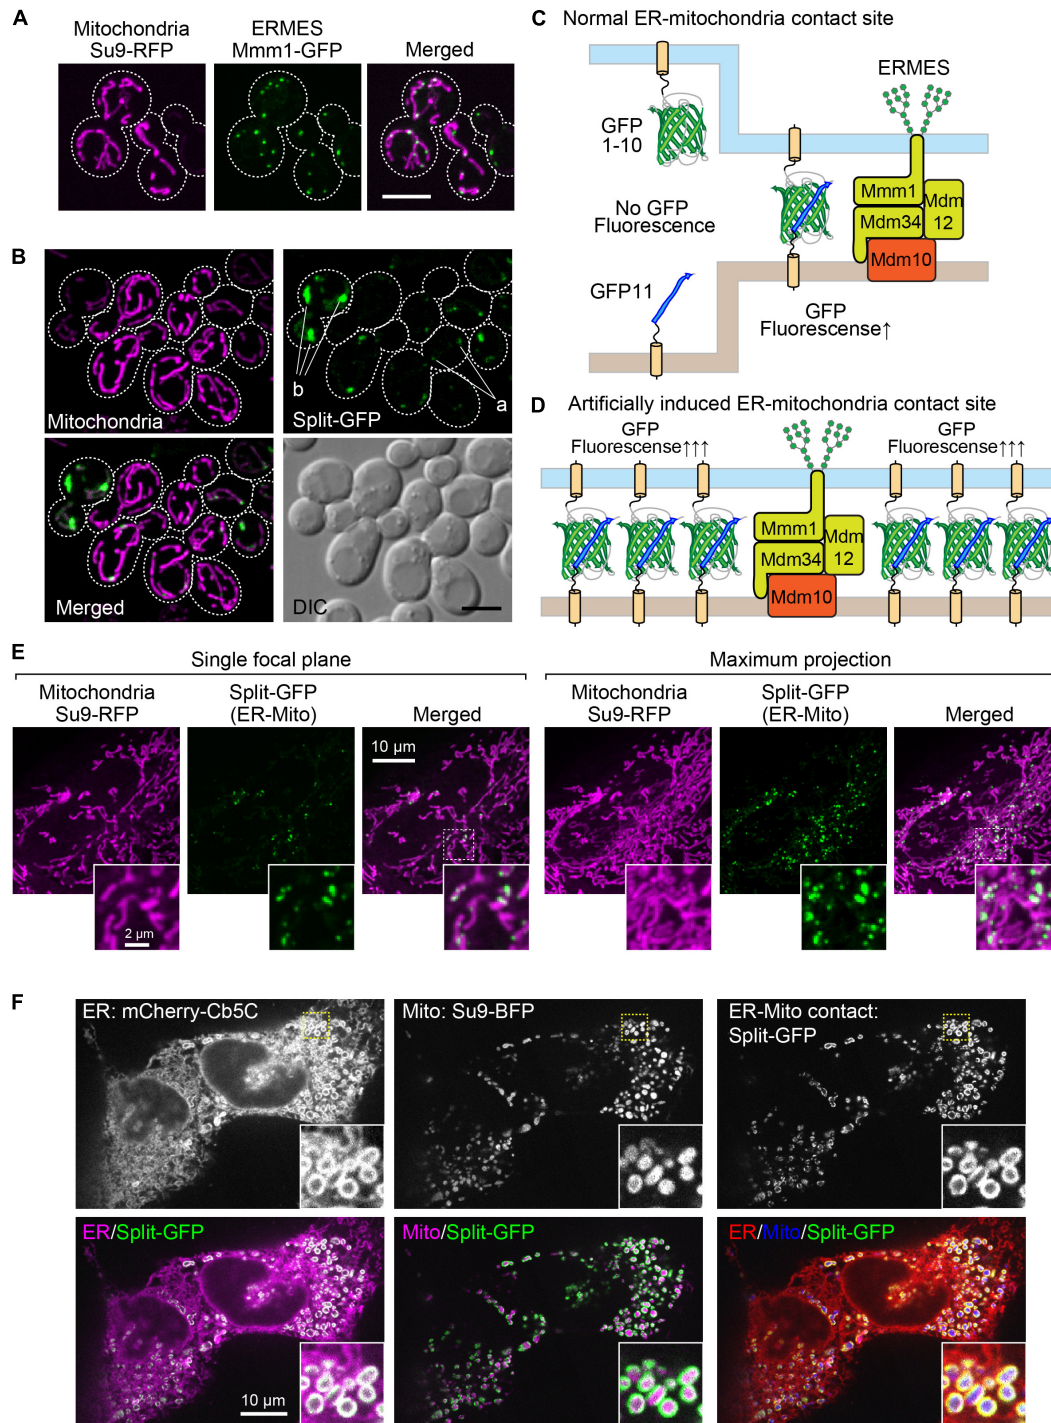 A
Mitochondria
Su9-RFP
ERMES
Mmm1-GFP
Merged
B
Mitochondria
Split-GFP
b
a
Merged
DIC
C Normal ER-mitochondria contact site
GFP
1-10
ERMES
No GFP
Fluorescence
Mmm1
Mdm
12
Mdm34
Mdm10
GFP11
GFP
Fluorescense↑
D Artificially induced ER-mitochondria contact site
GFP
Fluorescense↑↑↑
GFP
Fluorescense↑↑↑
Mmm1
Mdm
12
Mdm34
Mdm10
E
Single focal plane
Maximum projection
Mitochondria
Su9-RFP
Split-GFP
(ER-Mito)
Merged
Mitochondria
Su9-RFP
Split-GFP
(ER-Mito)
Merged
10 µm
2 µm
F
ER: mCherry-Cb5C
Mito: Su9-BFP
ER-Mito contact:
Split-GFP
ER/Split-GFP
Mito/Split-GFP
ER/Mito/Split-GFP
10 µm